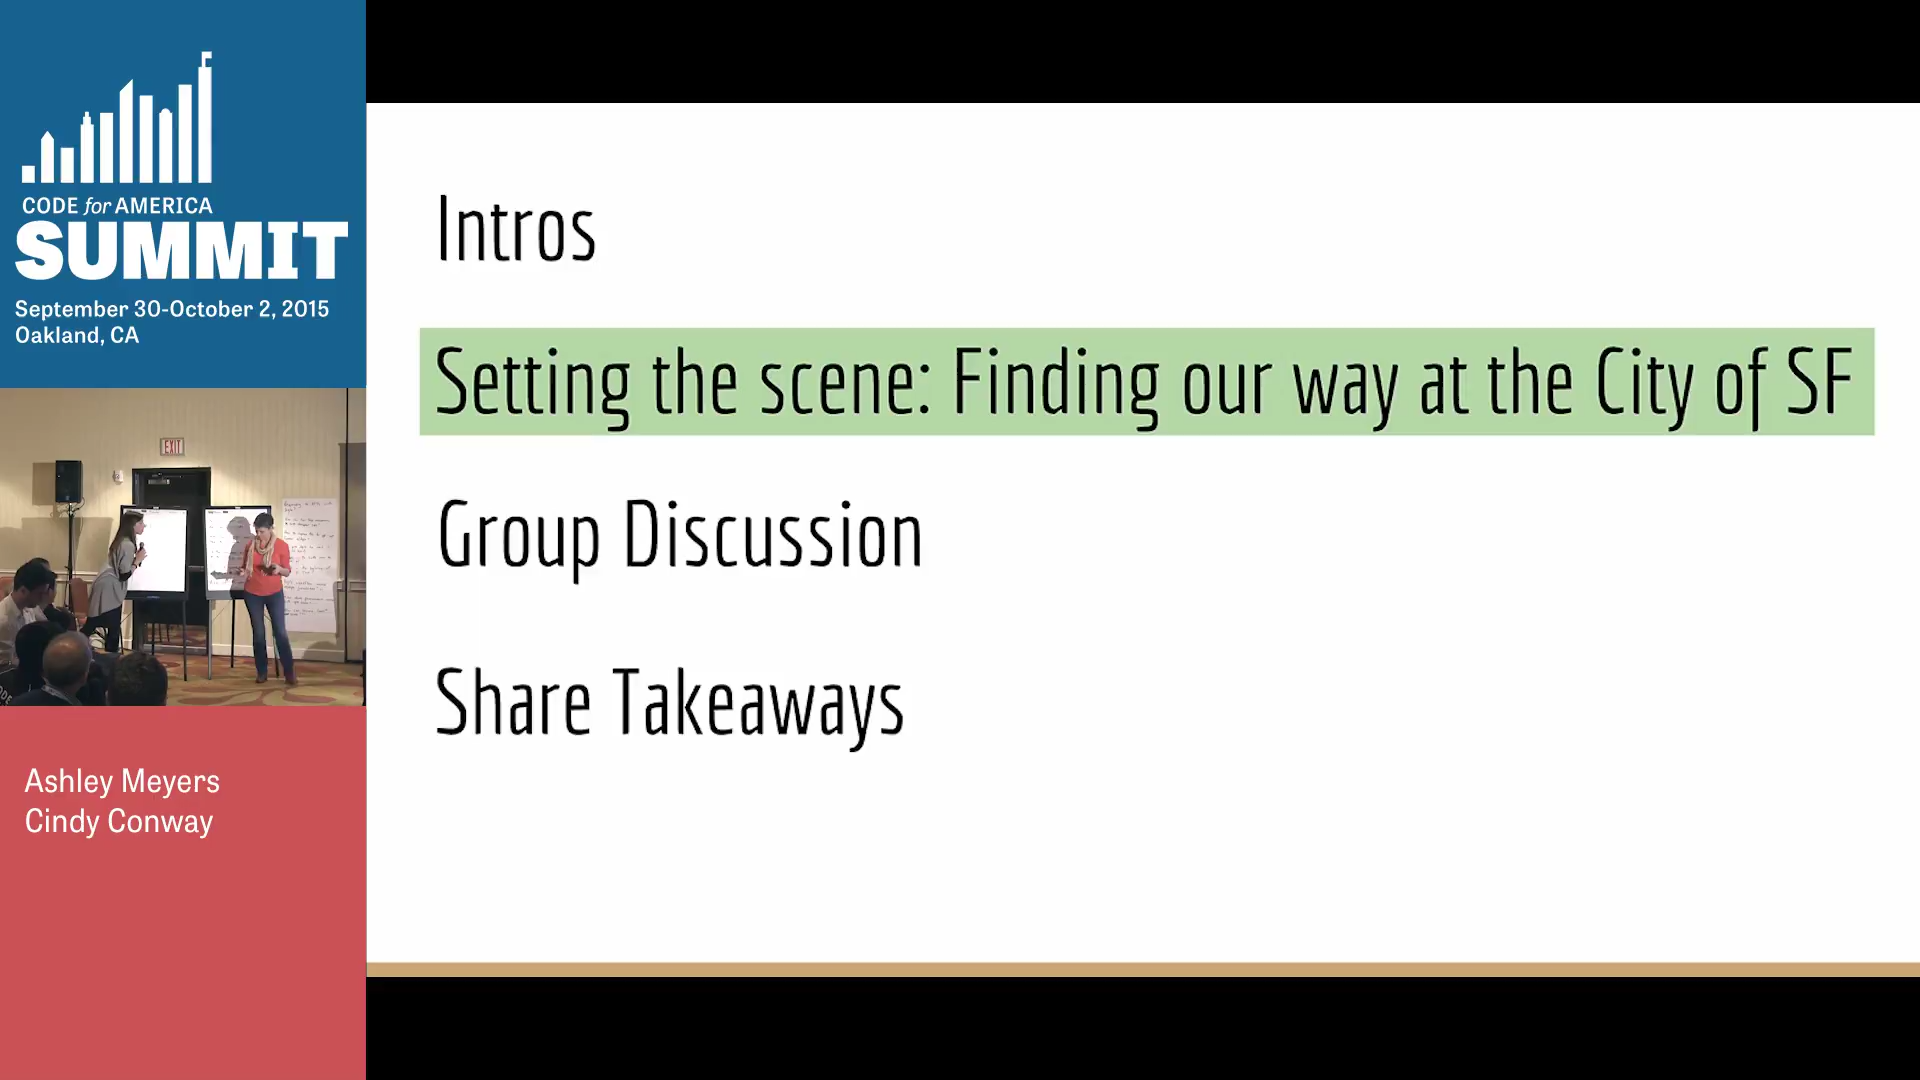 CODE for AMERICA
SUMMIT
September 30-October 2, 2015
Oakland, CA
EXIT
Ashley Meyers
Cindy Conway
Intros
Setting the scene: Finding our way at the City of SF
Group Discussion
Share Takeaways